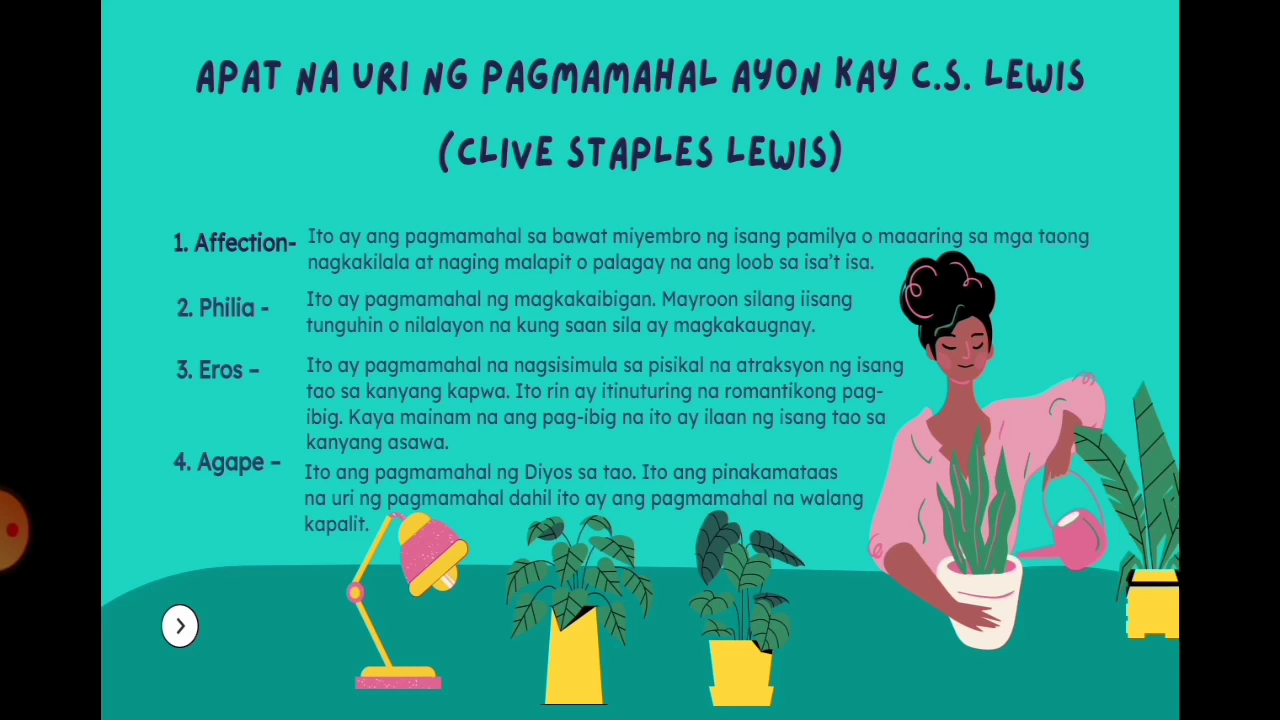 APAT NA URI NG PAGMAMAHAL AYON KAY C.S. LEWIS
(CLIVE STAPLES LEWIS)
1. Affection- Ito ay ang pagmamahal sa bawat miyembro ng isang pamilya o maaaring sa mga taong
nagkakilala at naging malapit o palagay na ang loob sa isa't isa.
2. Philia - Ito ay pagmamahal ng magkakaibigan. Mayroon silang iisang
tunguhin o nilalayon na kung saan sila ay magkakaugnay.
3. Eros – Ito ay pagmamahal na nagsisimula sa pisikal na atraksyon ng isang
tao sa kanyang kapwa. Ito rin ay itinuturing na romantikong pag-
ibig. Kaya mainam na ang pag-ibig na ito ay ilaan ng isang tao sa
kanyang asawa.
4. Agape – Ito ang pagmamahal ng Diyos sa tao. Ito ang pinakamataas
na uri ng pagmamahal dahil ito ay ang pagmamahal na walang
kapalit.